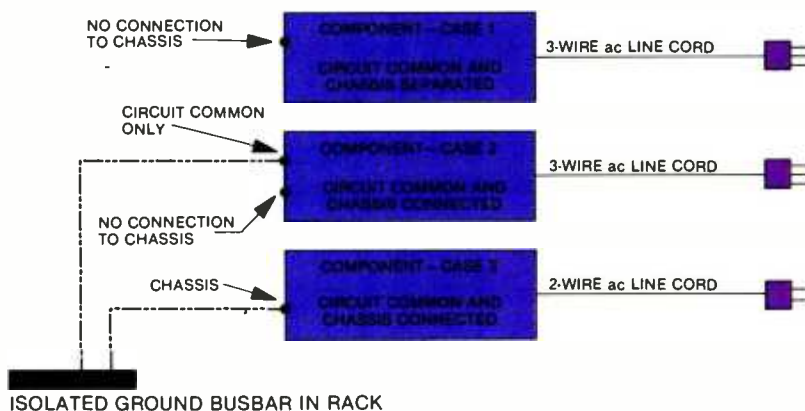 NO CONNECTION
TO CHASSIS
COMPONENT – CASE 1
CIRCUIT COMMON AND
CHASSIS SEPARATED
3-WIRE ac LINE CORD
CIRCUIT COMMON
ONLY
COMPONENT – CASE 2
CIRCUIT COMMON AND
CHASSIS CONNECTED
3-WIRE ac LINE CORD
NO CONNECTION
TO CHASSIS
CHASSIS
COMPONENT – CASE 3
CIRCUIT COMMON AND
CHASSIS CONNECTED
2-WIRE ac LINE CORD
ISOLATED GROUND BUSBAR IN RACK